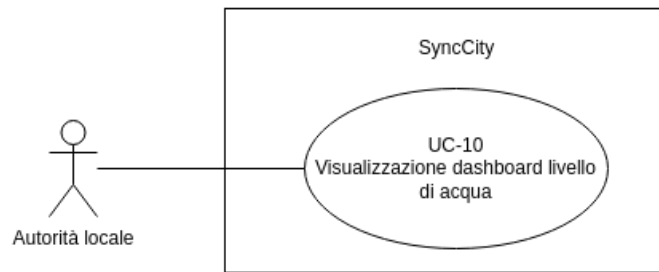 SyncCity
UC-10
Visualizzazione dashboard livello
di acqua
Autorità locale